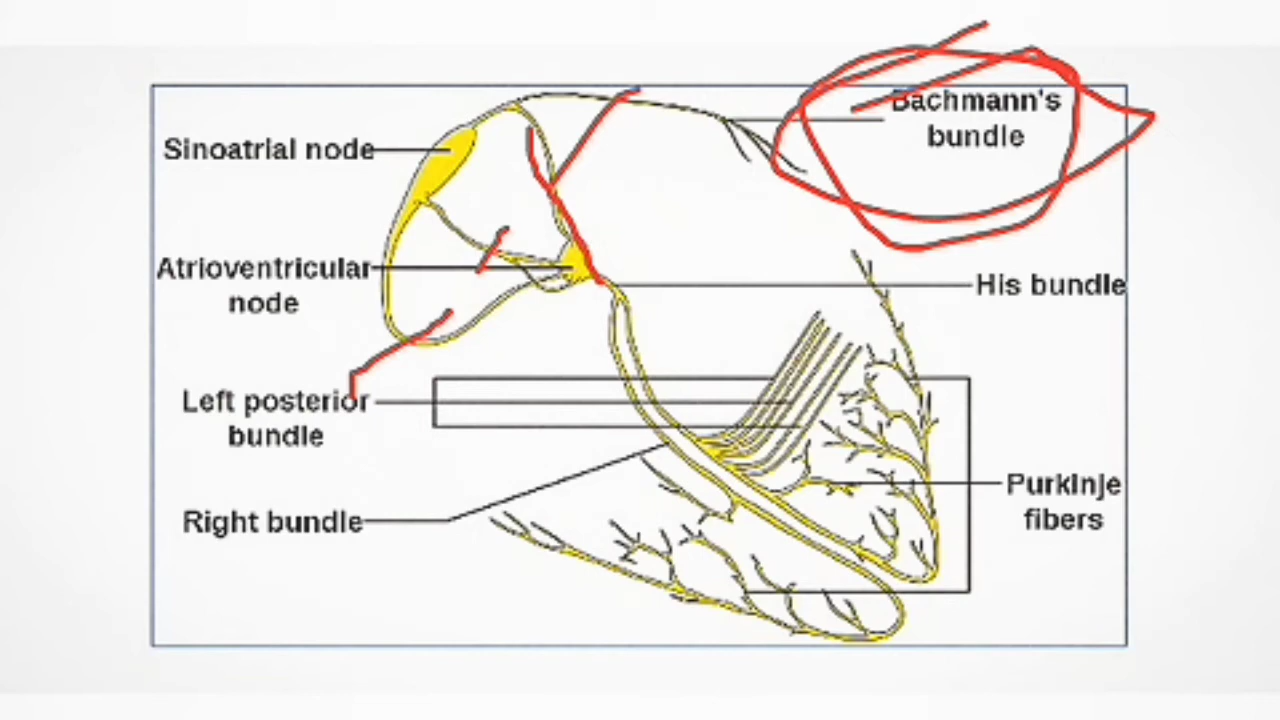 Bachmann's
bundle
Sinoatrial node
Atrioventricular
node
His bundle
Left posterior
bundle
Purkinje
fibers
Right bundle